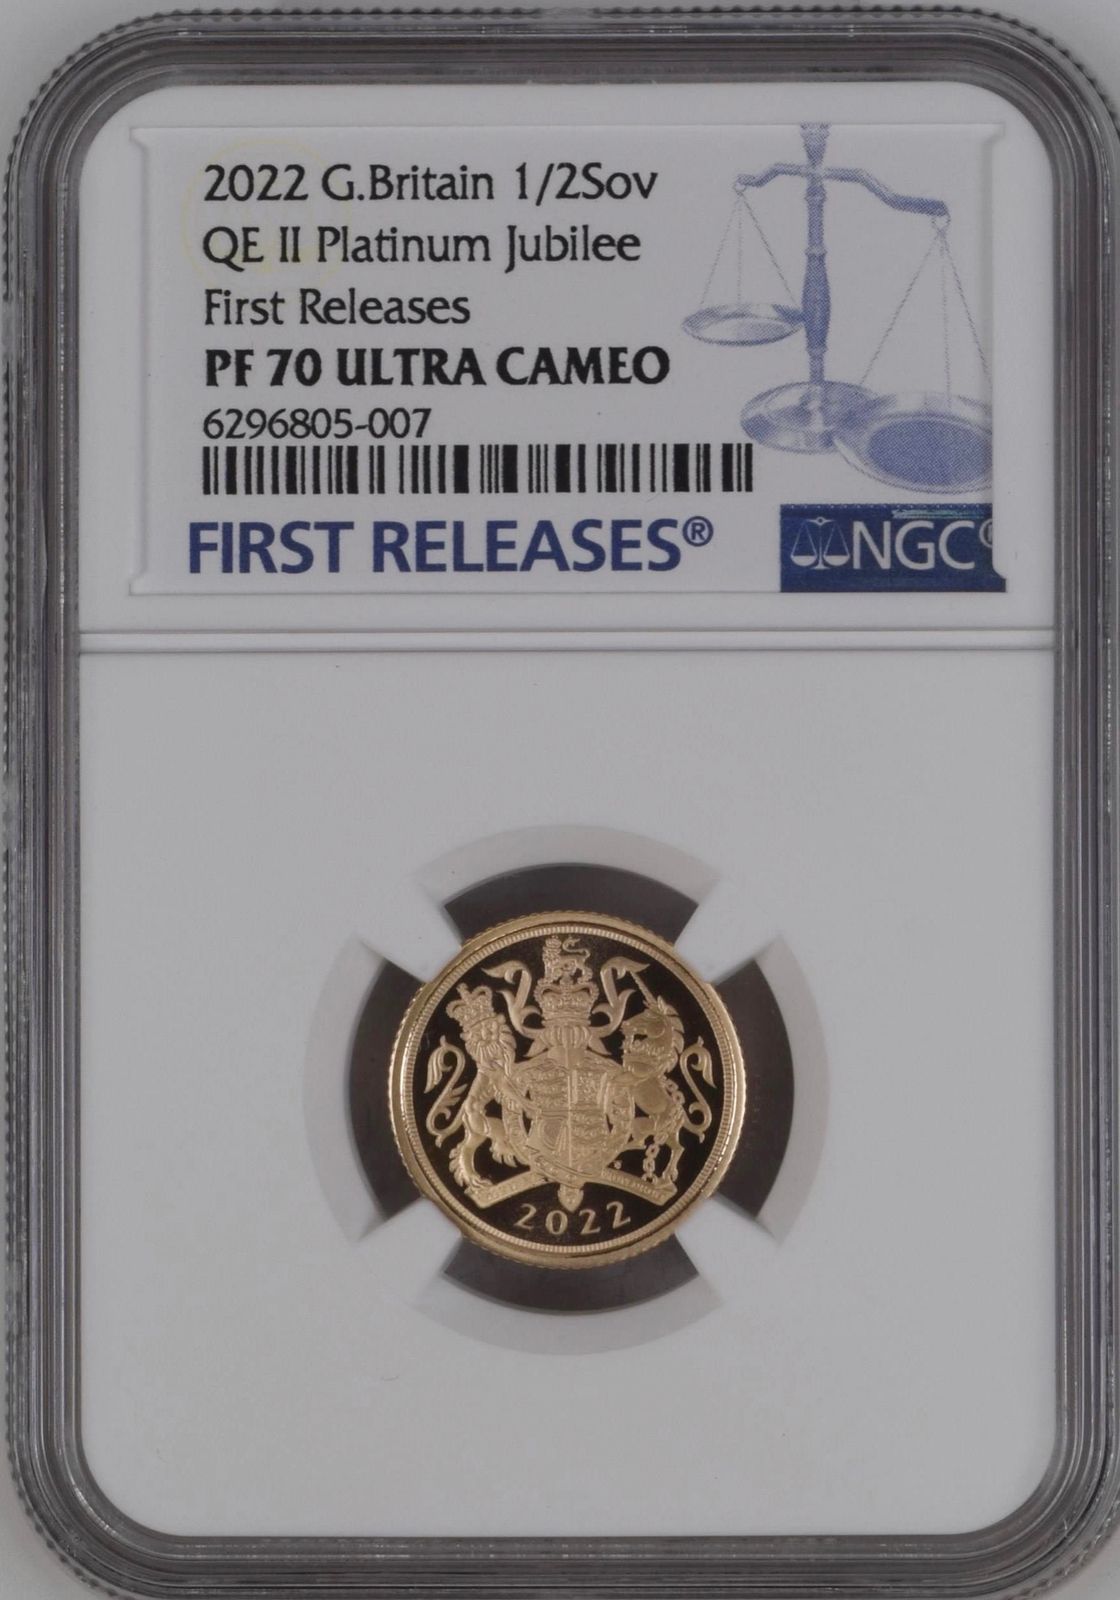 2022 G.Britain 1/2Sov
QE II Platinum Jubilee
First Releases
PF 70 ULTRA CAMEO
6296805-007
FIRST RELEASES®
NGC®
2022